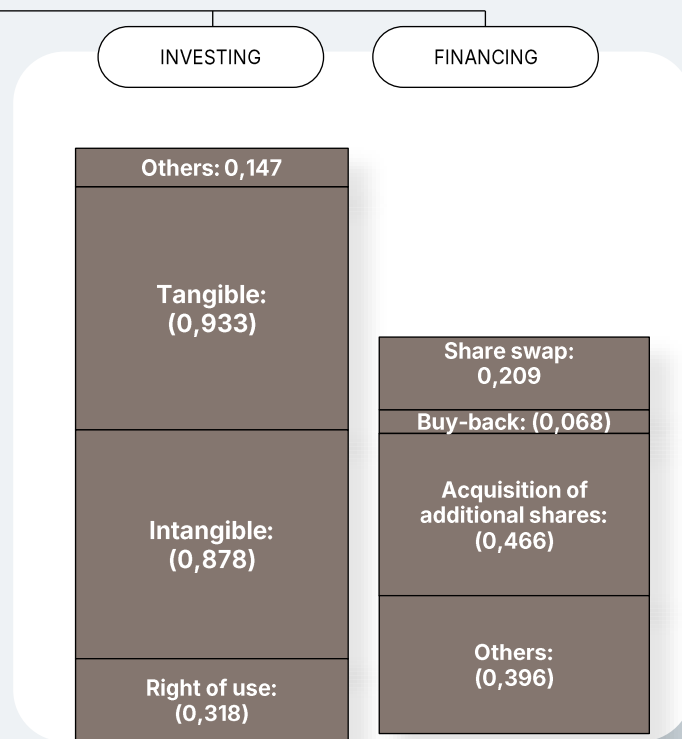 INVESTING
FINANCING
Others: 0,147
Tangible:
(0,933)
Intangible:
(0,878)
Right of use:
(0,318)
Share swap:
0,209
Buy-back: (0,068)
Acquisition of
additional shares:
(0,466)
Others:
(0,396)